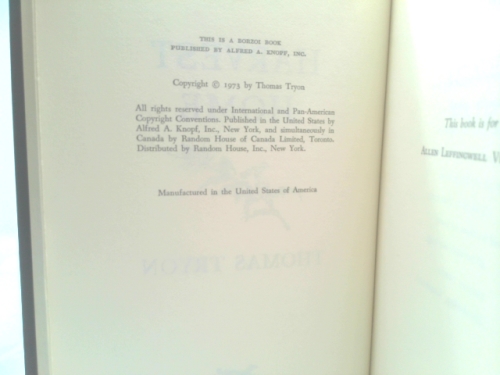 THIS IS A BORZOI BOOK
PUBLISHED BY ALFRED A. KNOPF, INC.
Copyright © 1973 by Thomas Tryon
All rights reserved under International and Pan-American
Copyright Conventions. Published in the United States by
Alfred A. Knopf, Inc., New York, and simultaneously in
Canada by Random House of Canada Limited, Toronto.
Distributed by Random House, Inc., New York.
Manufactured in the United States of America
THOMAS TRYON
This book is for
ALLEN LEFFINGWELL